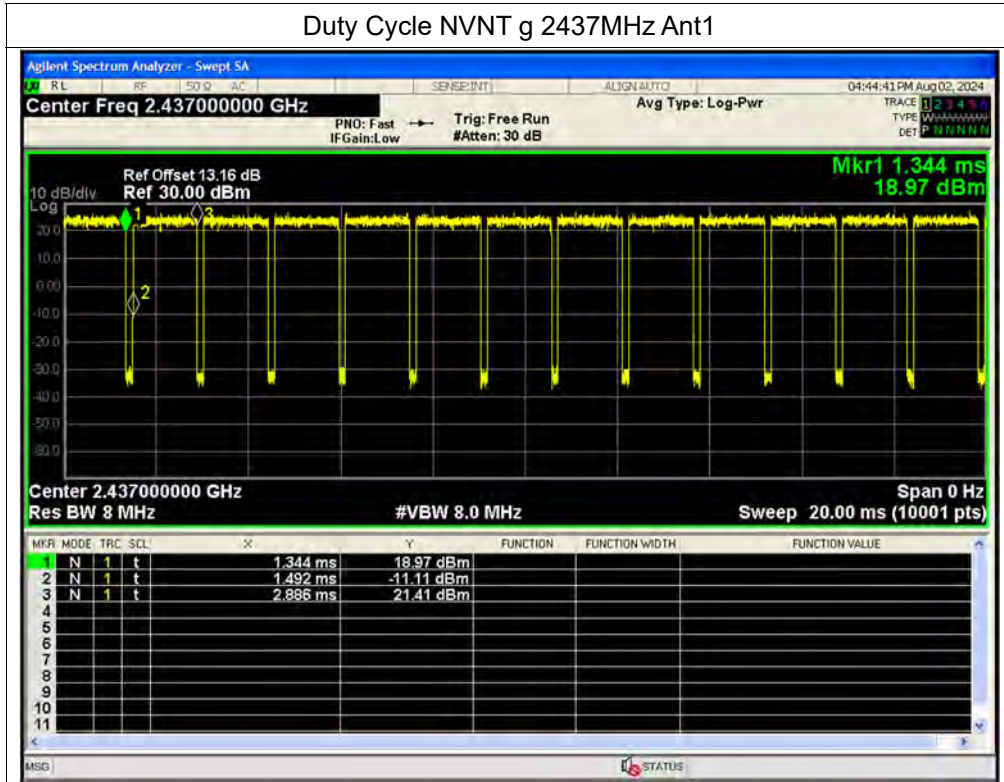 Duty Cycle NVNT g 2437MHz Ant1
Agilent Spectrum Analyzer - Swept SA
RL RF 50 Ω AC SENSE:INT ALIGN AUTO 04:44:41 PM Aug 02, 2024
Center Freq 2.437000000 GHz
Avg Type: Log-Pwr
TRACE 1 2 3 4 5 6
PNO: Fast Trig: Free Run
TYPE WWWWWW
IFGain:Low #Atten: 30 dB
DET P N N N N N
Mkr1 1.344 ms
18.97 dBm
Ref Offset 13.16 dB
10 dB/div Ref 30.00 dBm
Log
1 3
20.0
10.0
0.00
2
-10.0
-20.0
-30.0
-40.0
-50.0
-60.0
Center 2.437000000 GHz Span 0 Hz
Res BW 8 MHz #VBW 8.0 MHz Sweep 20.00 ms (10001 pts)
MKR MODE TRC SCL X Y FUNCTION FUNCTION WIDTH FUNCTION VALUE
1 N 1 t 1.344 ms 18.97 dBm
2 N 1 t 1.492 ms -11.11 dBm
3 N 1 t 2.886 ms 21.41 dBm
4
5
6
7
8
9
10
11
MSG STATUS